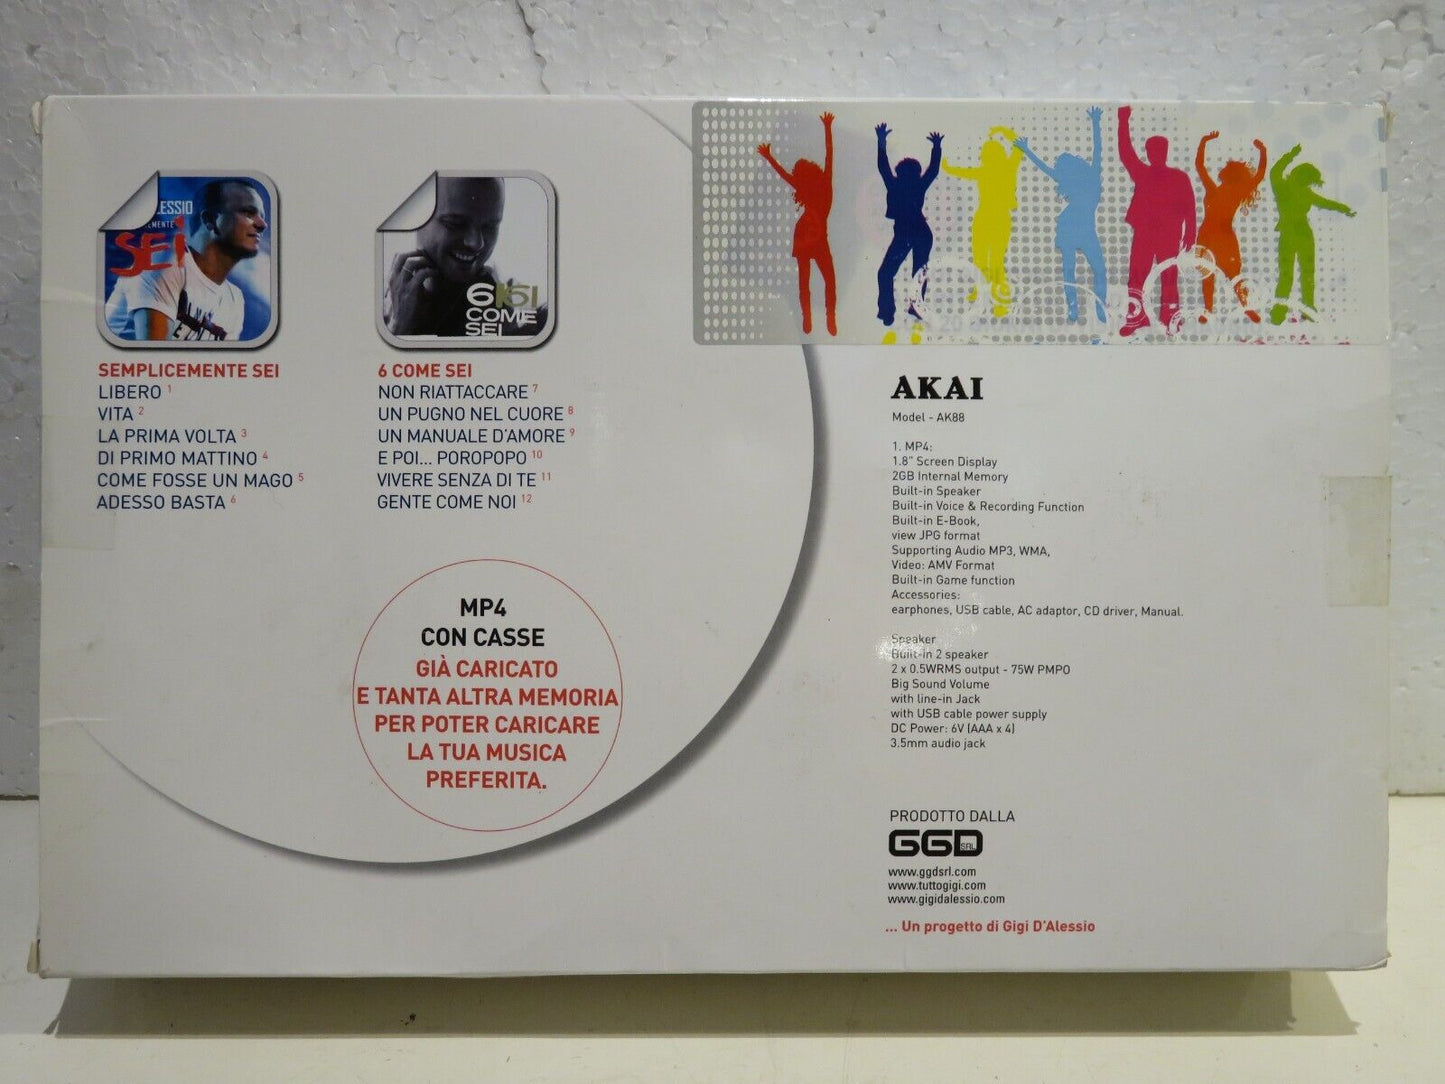 LESSIO
EMENTE
SEi
6 6
COME
SEI
SEMPLICEMENTE SEI
LIBERO 1
VITA 2
LA PRIMA VOLTA 3
DI PRIMO MATTINO 4
COME FOSSE UN MAGO 5
ADESSO BASTA 6
6 COME SEI
NON RIATTACCARE 7
UN PUGNO NEL CUORE 8
UN MANUALE D'AMORE 9
E POI... POROPOPO 10
VIVERE SENZA DI TE 11
GENTE COME NOI 12
MP4
CON CASSE
GIÀ CARICATO
E TANTA ALTRA MEMORIA
PER POTER CARICARE
LA TUA MUSICA
PREFERITA.
AKAI
Model - AK88
1. MP4:
1.8" Screen Display
2GB Internal Memory
Built-in Speaker
Built-in Voice & Recording Function
Built-in E-Book,
view JPG format
Supporting Audio MP3, WMA,
Video: AMV Format
Built-in Game function
Accessories:
earphones, USB cable, AC adaptor, CD driver, Manual.
Speaker
Built-in 2 speaker
2 x 0.5WRMS output - 75W PMPO
Big Sound Volume
with line-in Jack
with USB cable power supply
DC Power: 6V (AAA x 4)
3.5mm audio jack
PRODOTTO DALLA
GGD SRL
www.ggdsrl.com
www.tuttogigi.com
www.gigidalessio.com
... Un progetto di Gigi D'Alessio